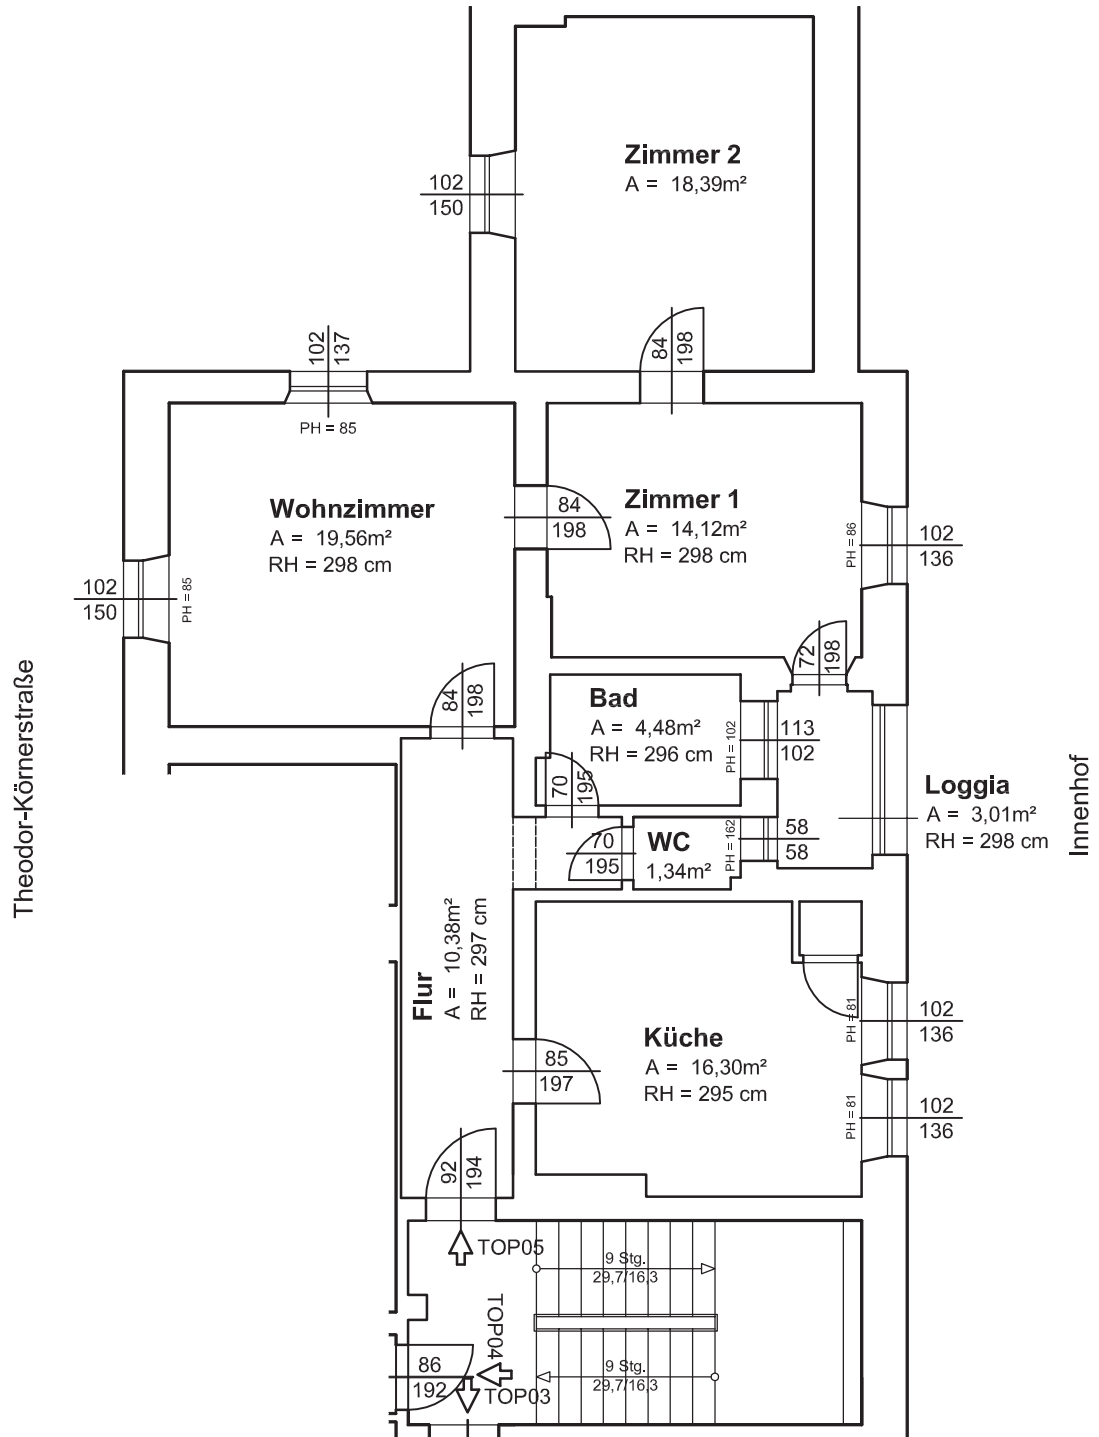 Zimmer 2
A = 18,39m²
102
150
102
137
84
198
PH = 85
Wohnzimmer
A = 19,56m²
RH = 298 cm
84
198
Zimmer 1
A = 14,12m²
RH = 298 cm
PH = 86
102
136
102
150
PH = 85
72
198
84
198
Bad
A = 4,48m²
RH = 296 cm
PH = 102
113
102
70
195
Loggia
A = 3,01m²
RH = 298 cm
Theodor-Körnerstraße
Innenhof
70
195
WC
1,34m²
PH = 162
58
58
Flur
A = 10,38m²
RH = 297 cm
Küche
A = 16,30m²
RH = 295 cm
PH = 81
102
136
85
197
PH = 81
102
136
92
194
TOP05
9 Stg.
29,7/16,3
TOP04
9 Stg.
29,7/16,3
86
192
TOP03